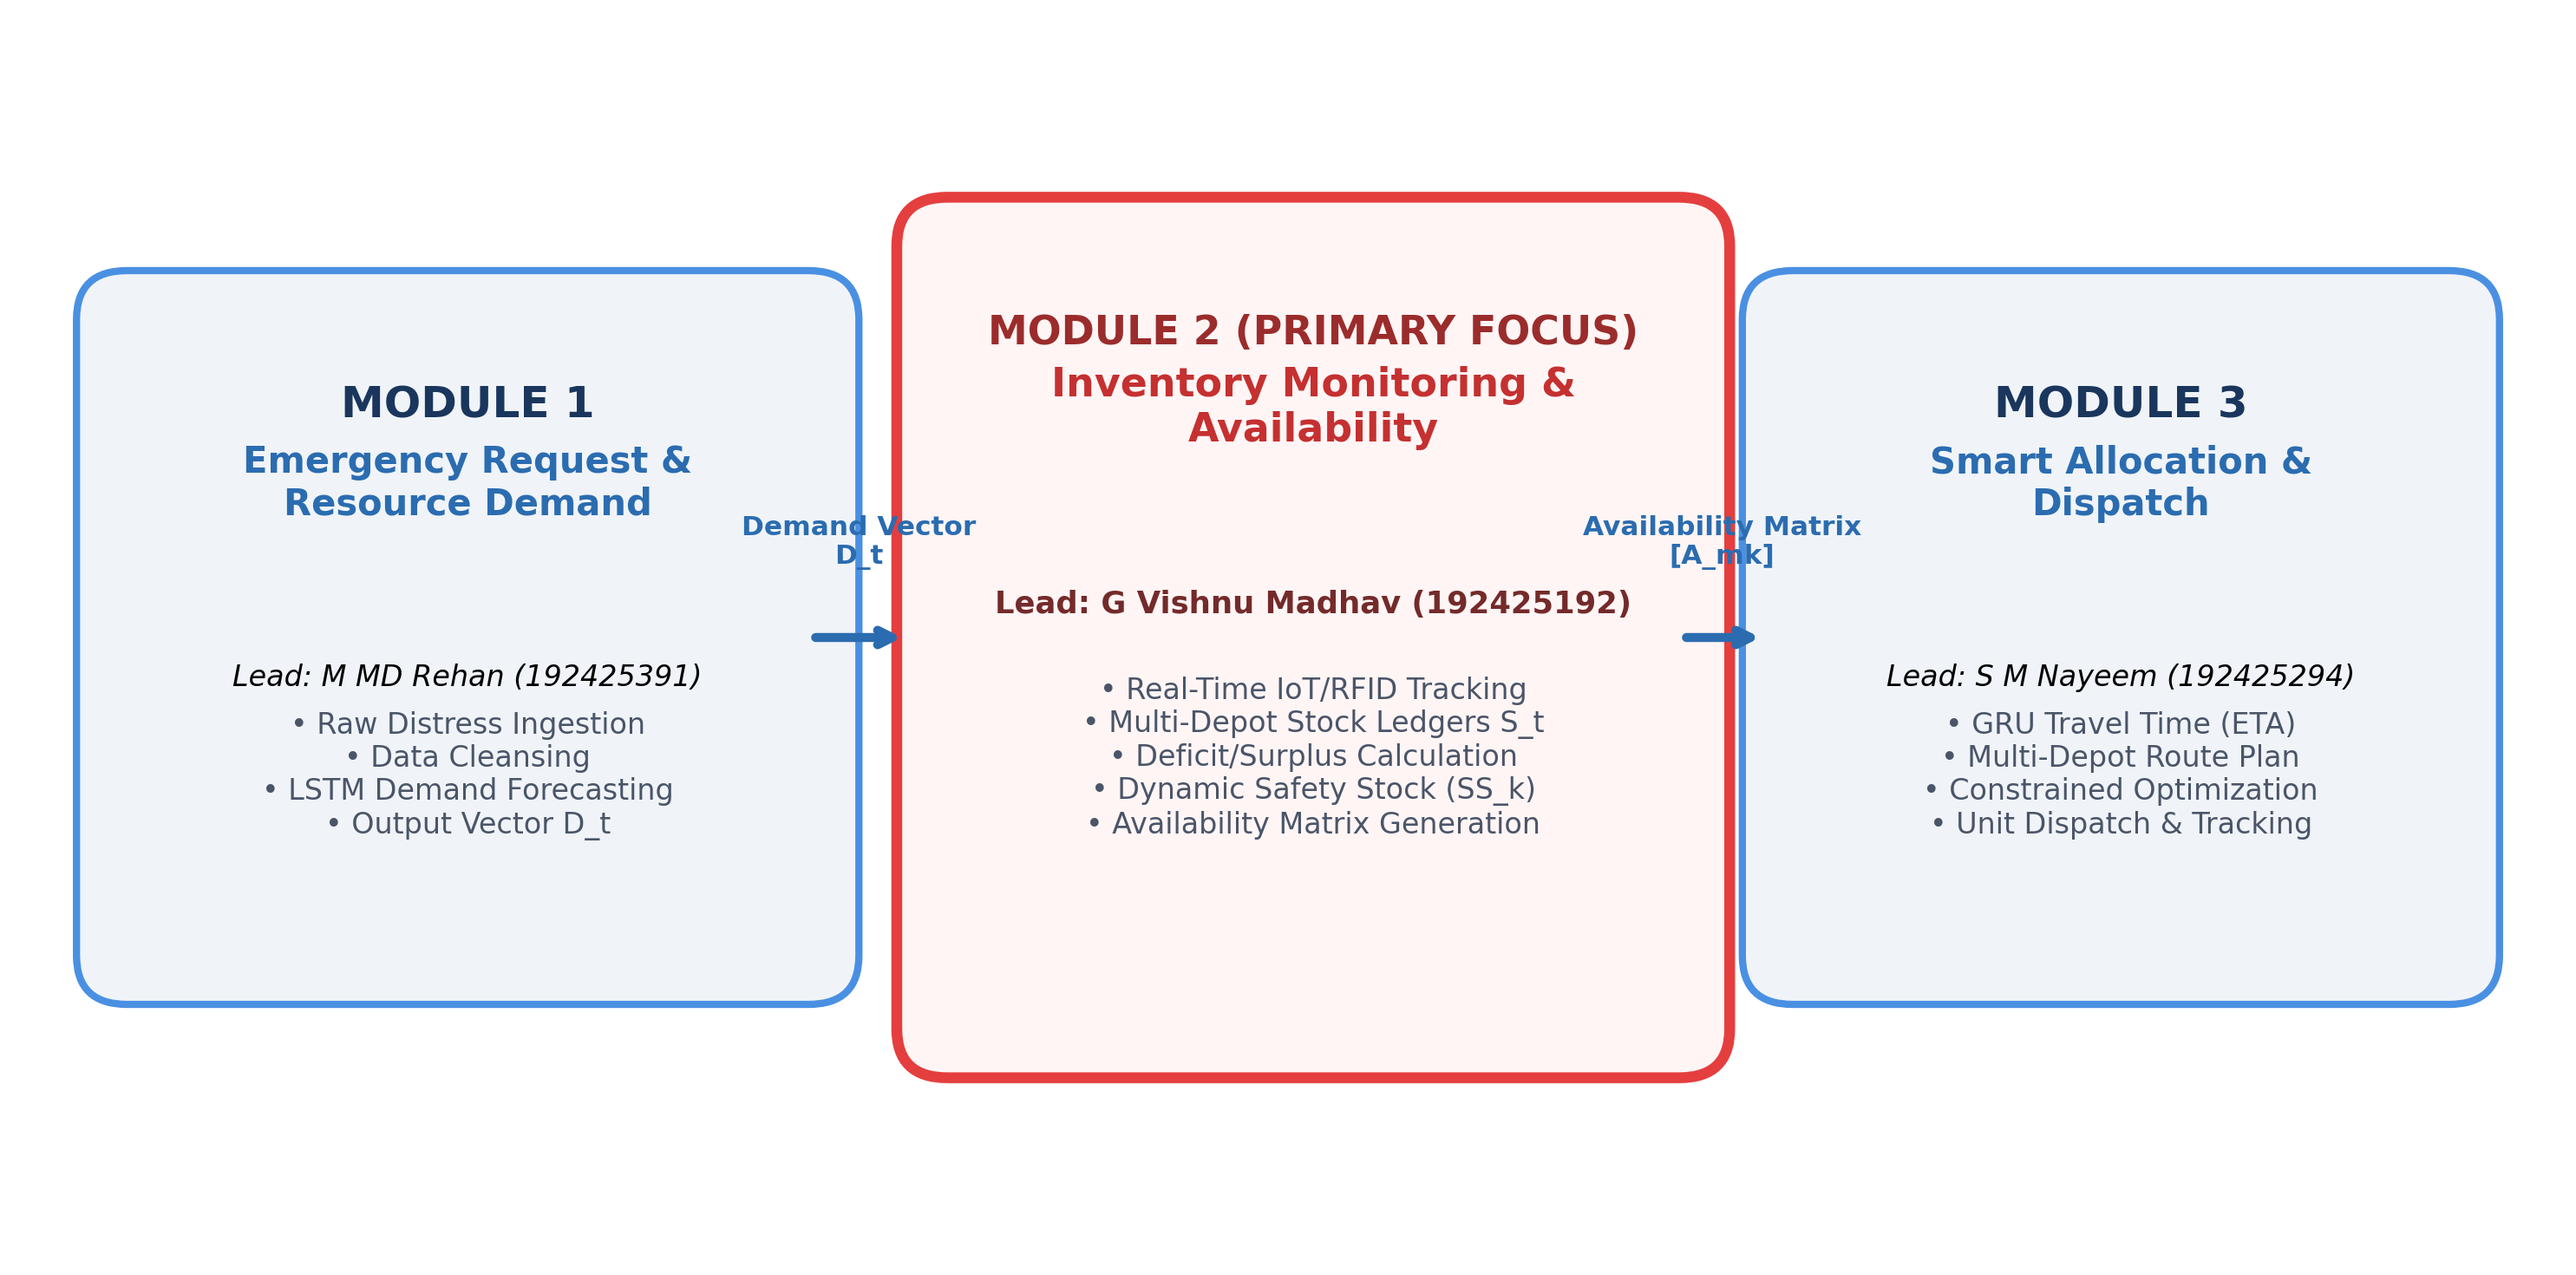 MODULE 1
Emergency Request &
Resource Demand
Lead: M MD Rehan (192425391)
• Raw Distress Ingestion
• Data Cleansing
• LSTM Demand Forecasting
• Output Vector D_t
Demand Vector
D_t
MODULE 2 (PRIMARY FOCUS)
Inventory Monitoring &
Availability
Lead: G Vishnu Madhav (192425192)
• Real-Time IoT/RFID Tracking
• Multi-Depot Stock Ledgers S_t
• Deficit/Surplus Calculation
• Dynamic Safety Stock (SS_k)
• Availability Matrix Generation
Availability Matrix
[A_mk]
MODULE 3
Smart Allocation &
Dispatch
Lead: S M Nayeem (192425294)
• GRU Travel Time (ETA)
• Multi-Depot Route Plan
• Constrained Optimization
• Unit Dispatch & Tracking